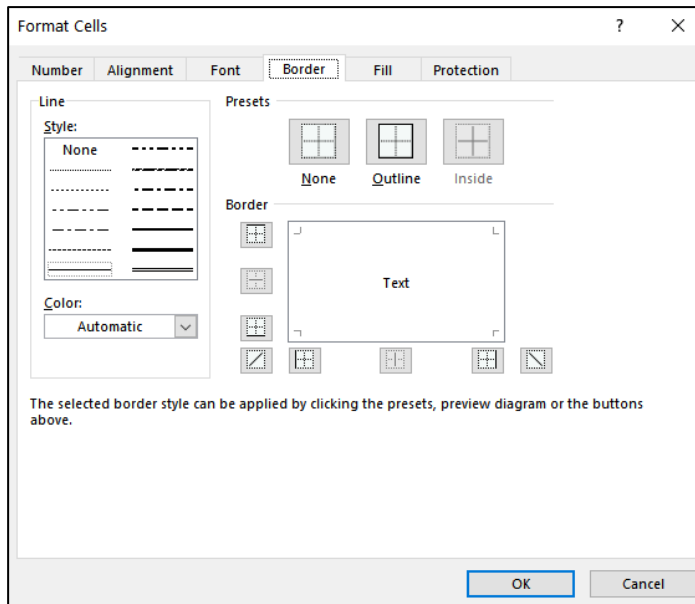 Format Cells
?
Number
Alignment
Font
Border
Fill
Protection
Line
Style:
None
Color:
Automatic
Presets
None
Outline
Inside
Border
Text
The selected border style can be applied by clicking the presets, preview diagram or the buttons
above.
OK
Cancel